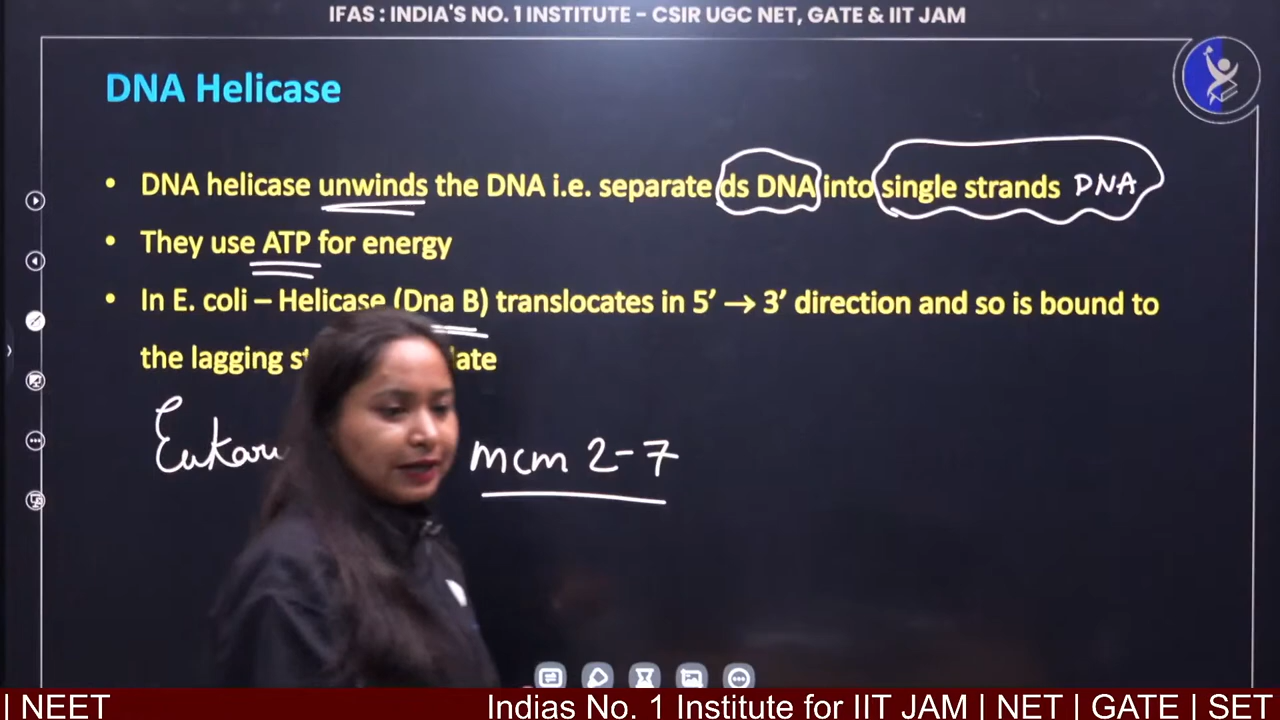 IFAS : INDIA'S NO. 1 INSTITUTE – CSIR UGC NET, GATE & IIT JAM
DNA Helicase
• DNA helicase unwinds the DNA i.e. separate ds DNA into single strands DNA
• They use ATP for energy
• In E. coli – Helicase (Dna B) translocates in 5′ → 3′ direction and so is bound to
the lagging
mcm 2-7
| NEET Indias No. 1 Institute for IIT JAM | NET | GATE | SET